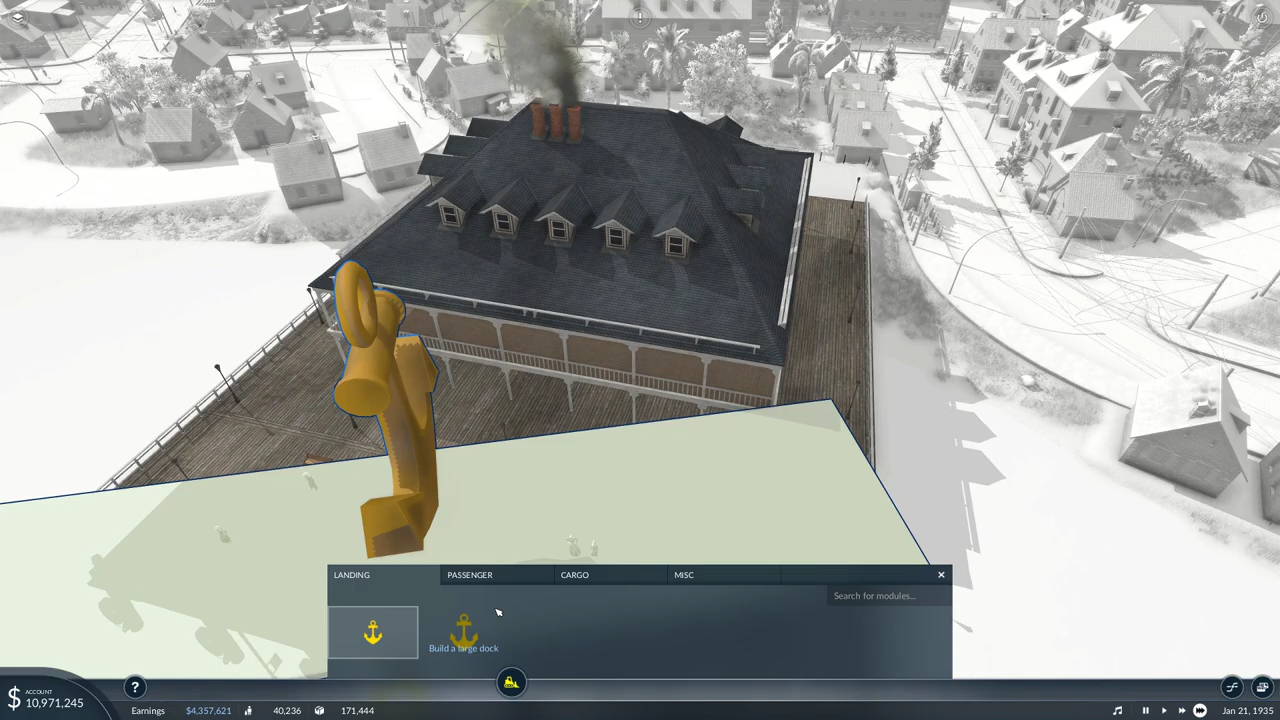 LANDING
PASSENGER
CARGO
MISC
Search for modules...
Build a large dock
ACCOUNT
$ 10,971,245
?
Earnings $4,357,621 40,236 171,444
Jan 21, 1935